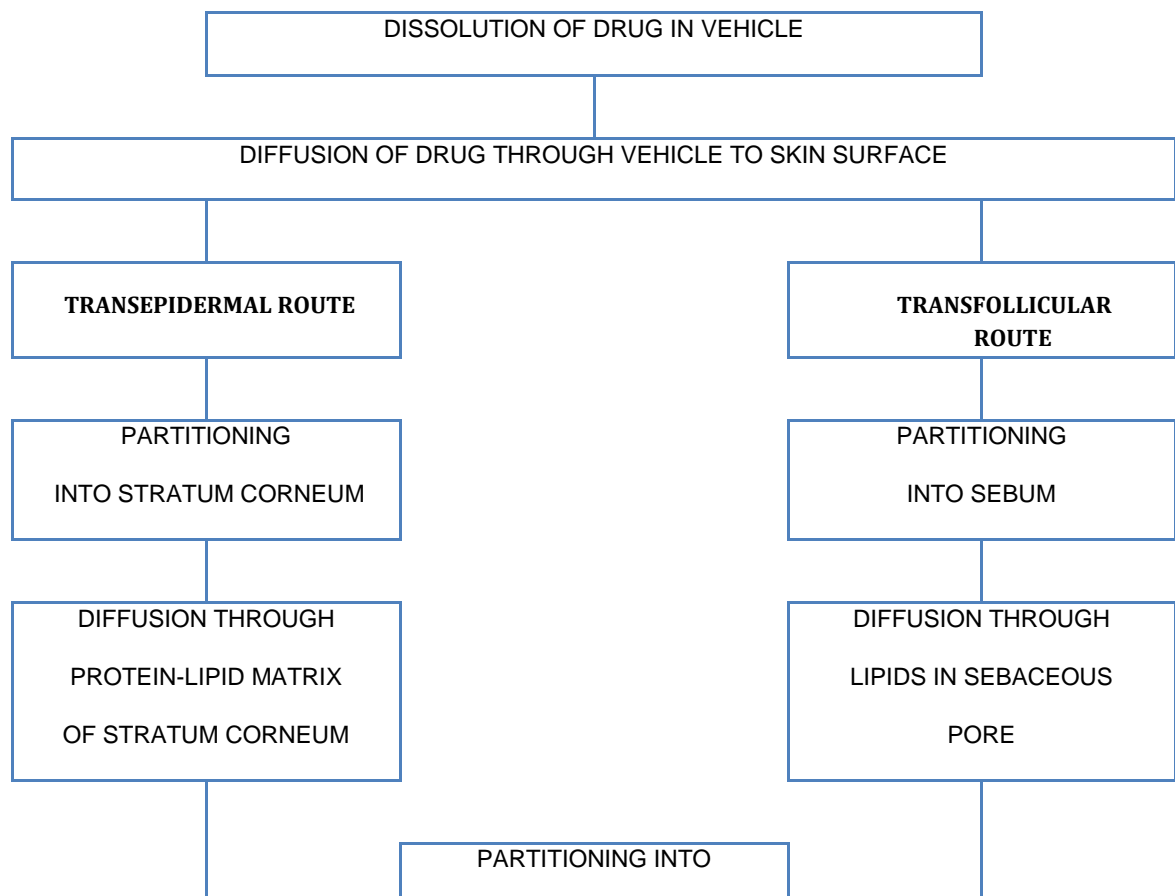 DISSOLUTION OF DRUG IN VEHICLE
DIFFUSION OF DRUG THROUGH VEHICLE TO SKIN SURFACE
TRANSEPIDERMAL ROUTE
TRANSFOLLICULAR
ROUTE
PARTITIONING
INTO STRATUM CORNEUM
PARTITIONING
INTO SEBUM
DIFFUSION THROUGH
PROTEIN-LIPID MATRIX
OF STRATUM CORNEUM
DIFFUSION THROUGH
LIPIDS IN SEBACEOUS
PORE
PARTITIONING INTO